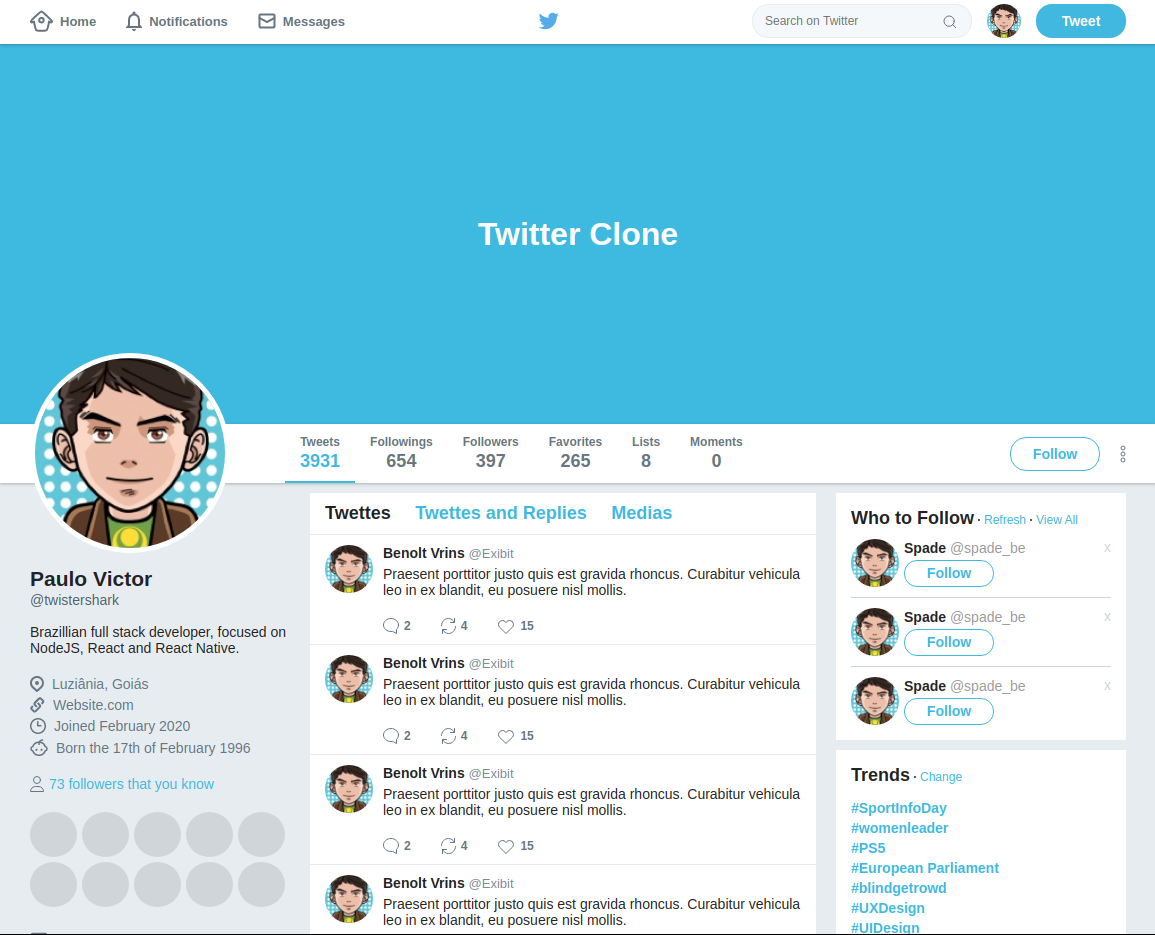 Home Notifications Messages Search on Twitter Tweet
Twitter Clone
Tweets Followings Followers Favorites Lists Moments
3931 654 397 265 8 0
Follow
Paulo Victor
@twistershark
Brazillian full stack developer, focused on
NodeJS, React and React Native.
Luziânia, Goiás
Website.com
Joined February 2020
Born the 17th of February 1996
73 followers that you know
Twettes Twettes and Replies Medias
Benolt Vrins @Exibit
Praesent porttitor justo quis est gravida rhoncus. Curabitur vehicula
leo in ex blandit, eu posuere nisl mollis.
2 4 15
Benolt Vrins @Exibit
Praesent porttitor justo quis est gravida rhoncus. Curabitur vehicula
leo in ex blandit, eu posuere nisl mollis.
2 4 15
Benolt Vrins @Exibit
Praesent porttitor justo quis est gravida rhoncus. Curabitur vehicula
leo in ex blandit, eu posuere nisl mollis.
2 4 15
Benolt Vrins @Exibit
Praesent porttitor justo quis est gravida rhoncus. Curabitur vehicula
leo in ex blandit, eu posuere nisl mollis.
Who to Follow · Refresh · View All
Spade @spade_be x
Follow
Spade @spade_be x
Follow
Spade @spade_be x
Follow
Trends · Change
#SportInfoDay
#womenleader
#PS5
#European Parliament
#blindgetrowd
#UXDesign
#UIDesign